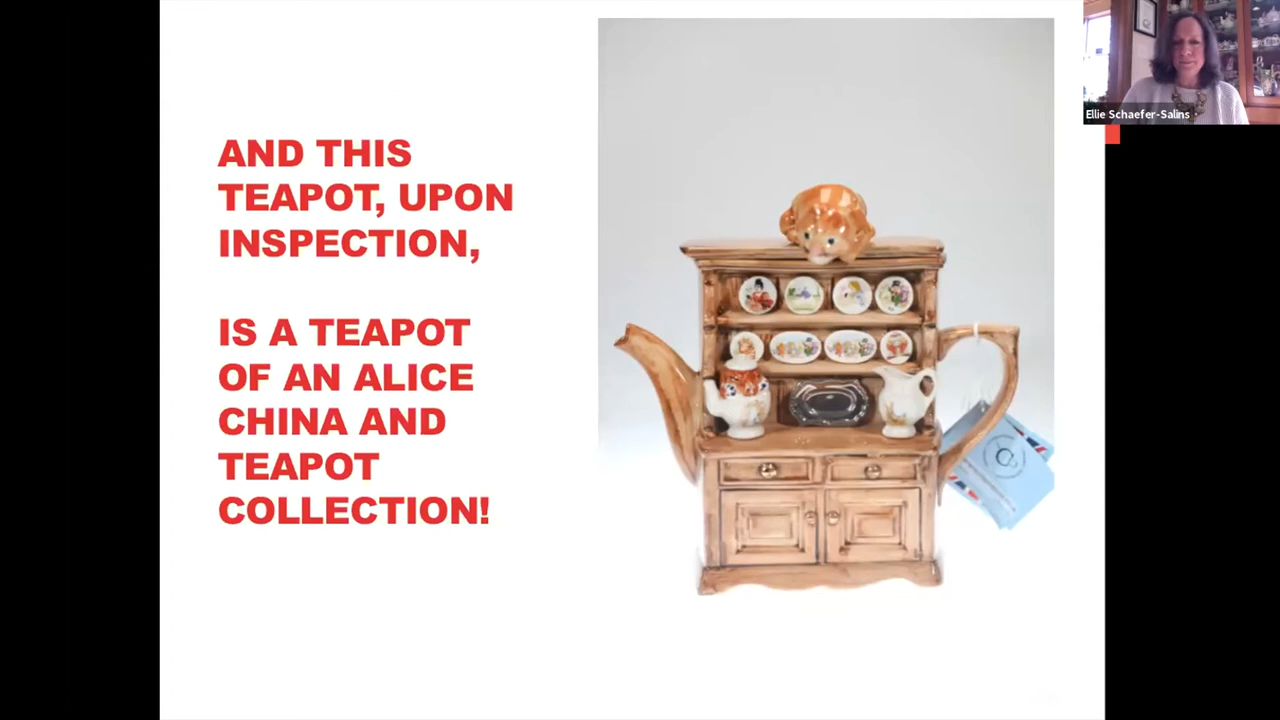 AND THIS
TEAPOT, UPON
INSPECTION,
IS A TEAPOT
OF AN ALICE
CHINA AND
TEAPOT
COLLECTION!
Ellie Schaefer-Salins